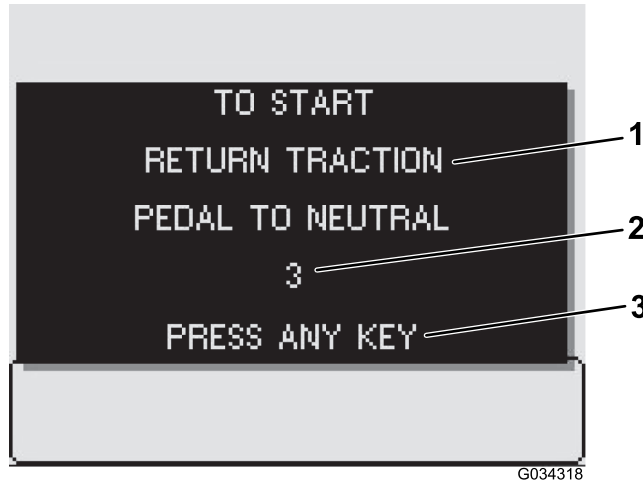 TO START
RETURN TRACTION
1
PEDAL TO NEUTRAL
2
3
3
PRESS ANY KEY
G034318